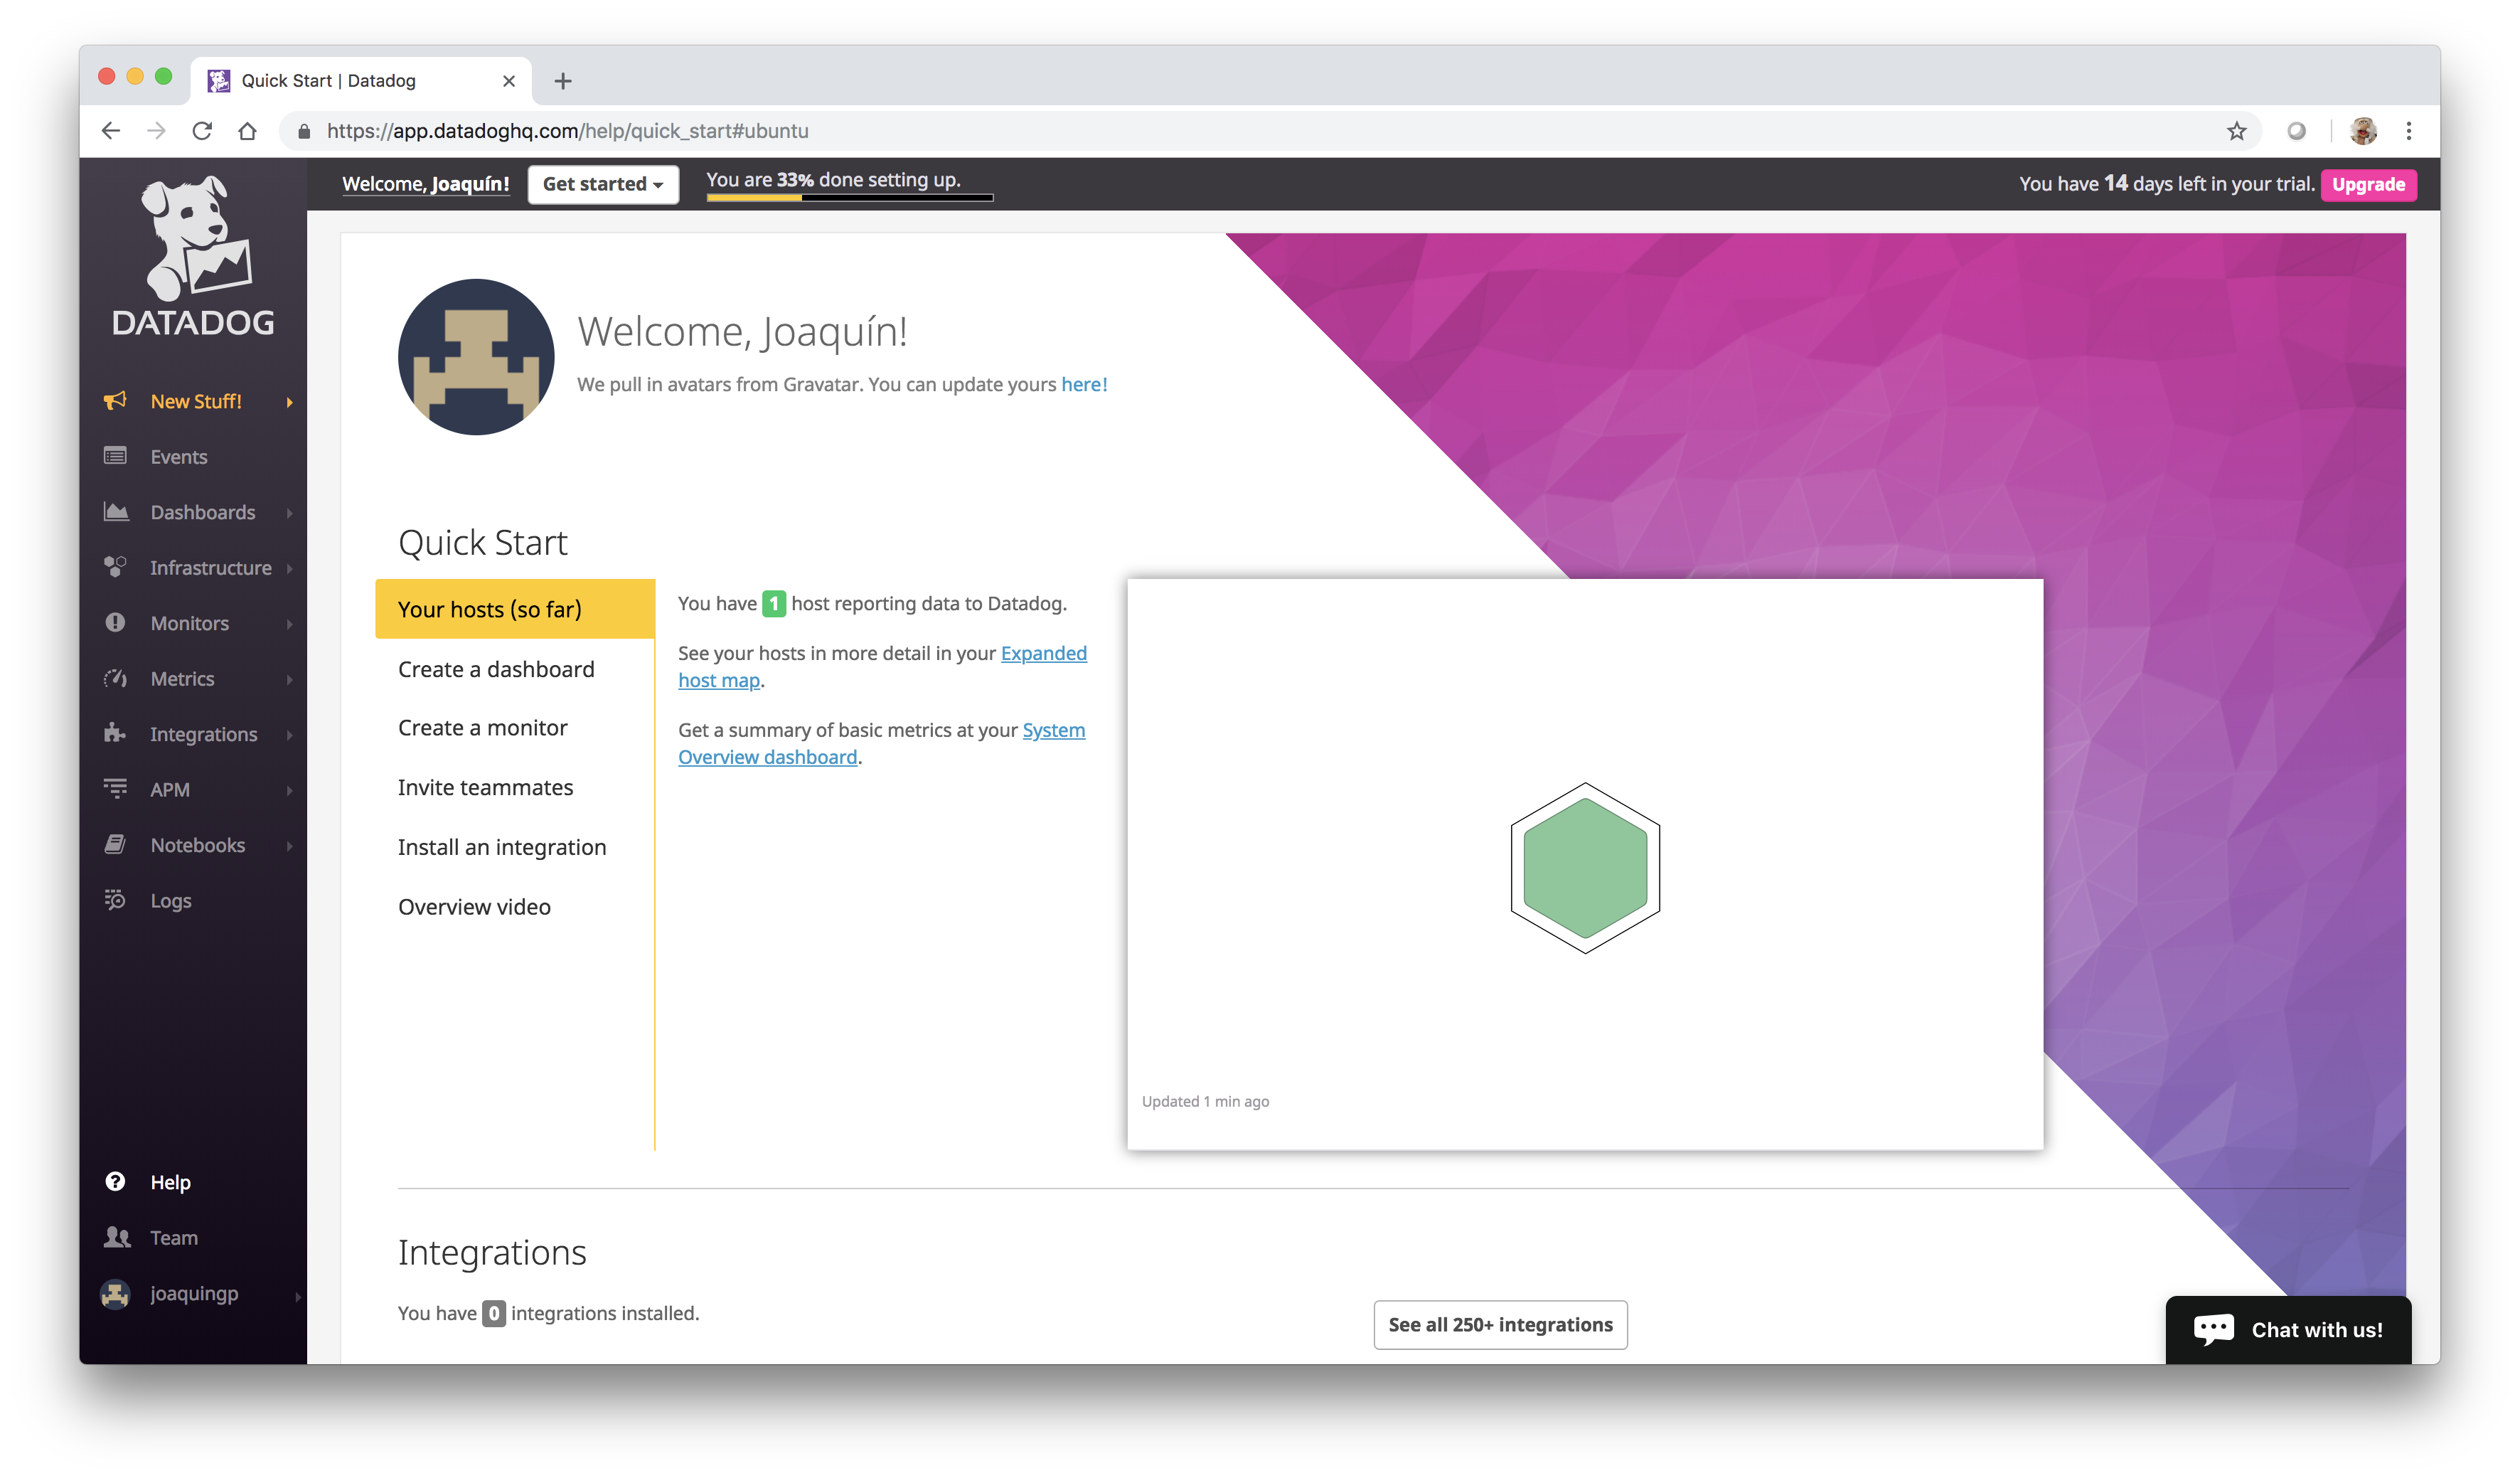 Quick Start | Datadog
https://app.datadoghq.com/help/quick_start#ubuntu
Welcome, Joaquín!
Get started
You are 33% done setting up.
You have 14 days left in your trial.
Upgrade
DATADOG
New Stuff!
Events
Dashboards
Infrastructure
Monitors
Metrics
Integrations
APM
Notebooks
Logs
Help
Team
joaquingp
Welcome, Joaquín!
We pull in avatars from Gravatar. You can update yours here!
Quick Start
Your hosts (so far)
Create a dashboard
Create a monitor
Invite teammates
Install an integration
Overview video
You have 1 host reporting data to Datadog.
See your hosts in more detail in your Expanded
host map.
Get a summary of basic metrics at your System
Overview dashboard.
Updated 1 min ago
Integrations
You have 0 integrations installed.
See all 250+ integrations
Chat with us!